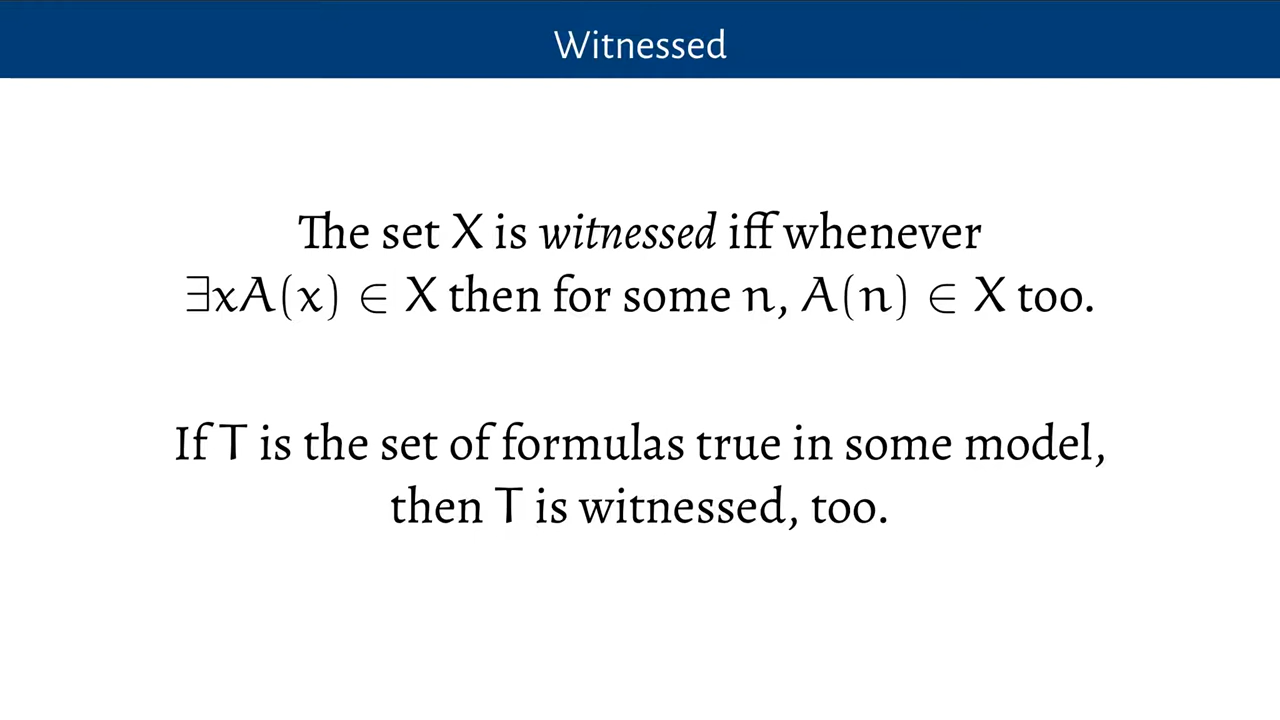 Witnessed
The set X is witnessed iff whenever
∃xA(x) ∈ X then for some n, A(n) ∈ X too.
If T is the set of formulas true in some model,
then T is witnessed, too.